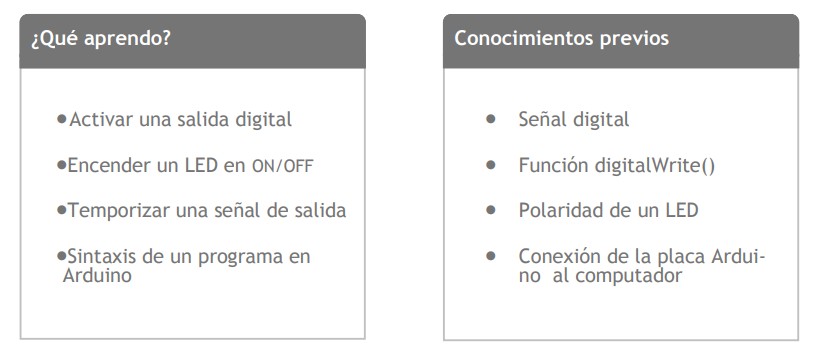 ¿Qué aprendo?
•Activar una salida digital
•Encender un LED en ON/OFF
•Temporizar una señal de salida
•Sintaxis de un programa en
Arduino
Conocimientos previos
• Señal digital
• Función digitalWrite()
• Polaridad de un LED
• Conexión de la placa Ardui-
no al computador